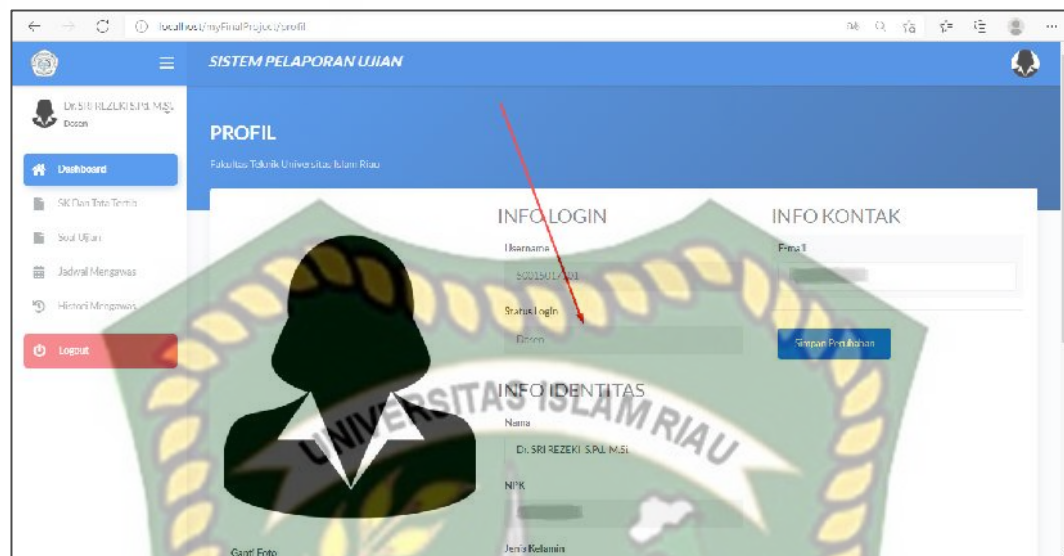 localhost/myFinalProject/profil
SISTEM PELAPORAN UJIAN
Dr. SRI REZEKI S.Pd, M.Si.
Dosen
PROFIL
Fakultas Teknik Universitas Islam Riau
Dashboard
SK Dan Tata Tertib
Soal Ujian
Jadwal Mengawas
Histori Mengawas
Logout
INFO LOGIN
Username
Status Login
Dosen
INFO IDENTITAS
Nama
Dr. SRI REZEKI S.Pd, M.Si.
NPK
Jenis Kelamin
INFO KONTAK
E-mail
Simpan Perubahan
Ganti Foto
UNIVERSITAS ISLAM RIAU